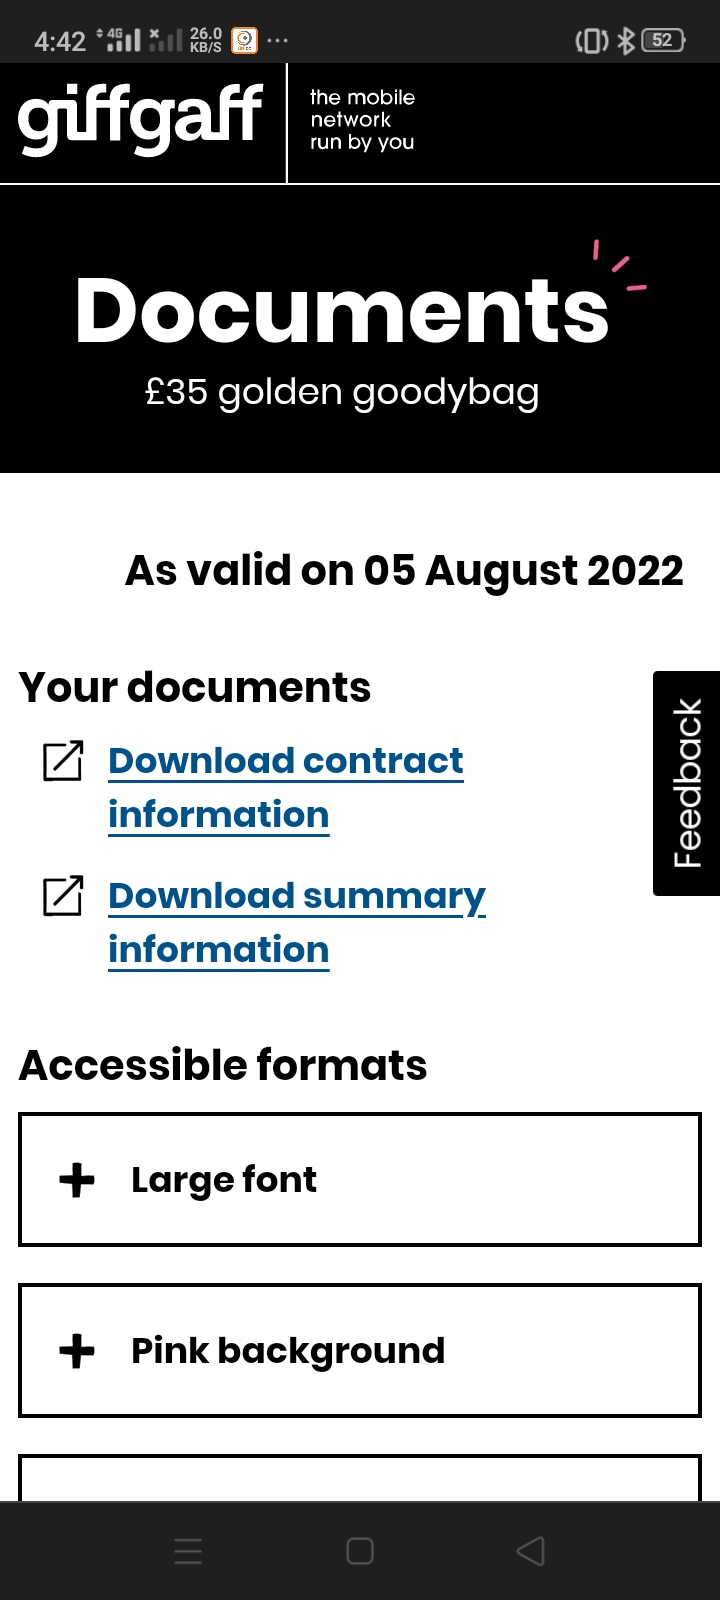 4:42 4G 26.0 KB/S 52
giffgaff
the mobile
network
run by you
Documents
£35 golden goodybag
As valid on 05 August 2022
Your documents
Download contract
information
Download summary
information
Feedback
Accessible formats
Large font
Pink background